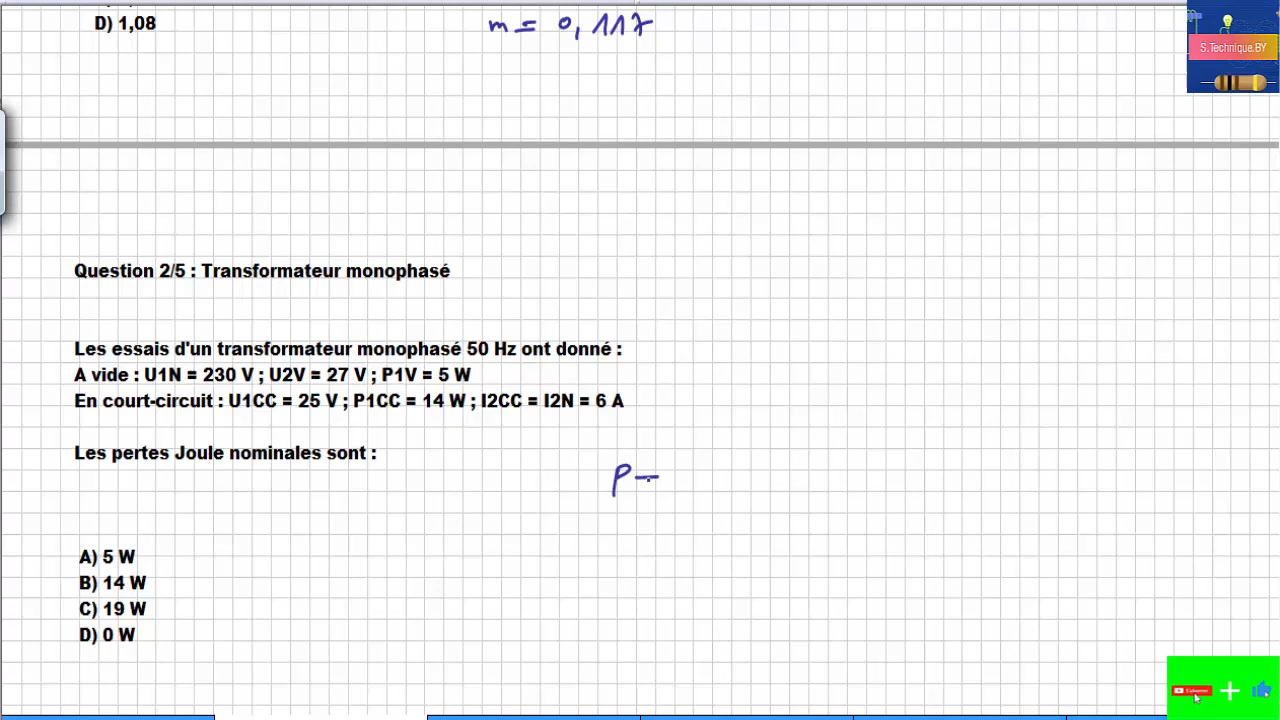 D) 1,08
m = 0,117
S.Technique.BY
Question 2/5 : Transformateur monophasé
Les essais d'un transformateur monophasé 50 Hz ont donné :
A vide : U1N = 230 V ; U2V = 27 V ; P1V = 5 W
En court-circuit : U1CC = 25 V ; P1CC = 14 W ; I2CC = I2N = 6 A
Les pertes Joule nominales sont :
P -
A) 5 W
B) 14 W
C) 19 W
D) 0 W